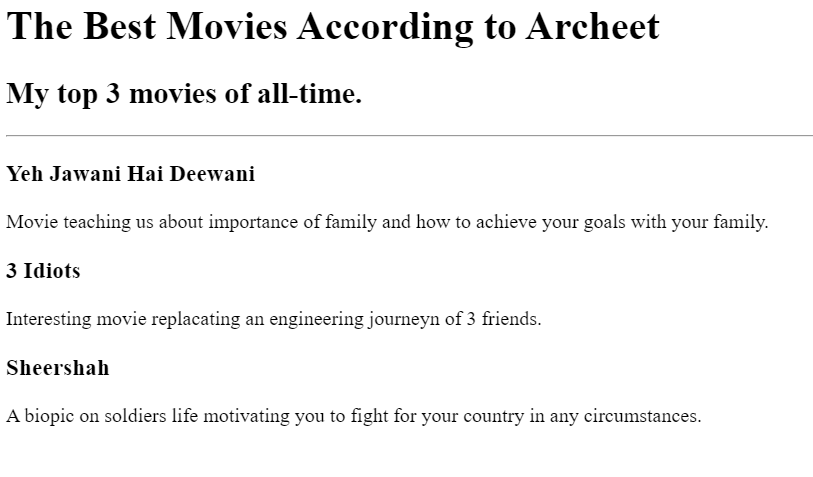 The Best Movies According to Archeet
My top 3 movies of all-time.
Yeh Jawani Hai Deewani
Movie teaching us about importance of family and how to achieve your goals with your family.
3 Idiots
Interesting movie replacating an engineering journeyn of 3 friends.
Sheershah
A biopic on soldiers life motivating you to fight for your country in any circumstances.